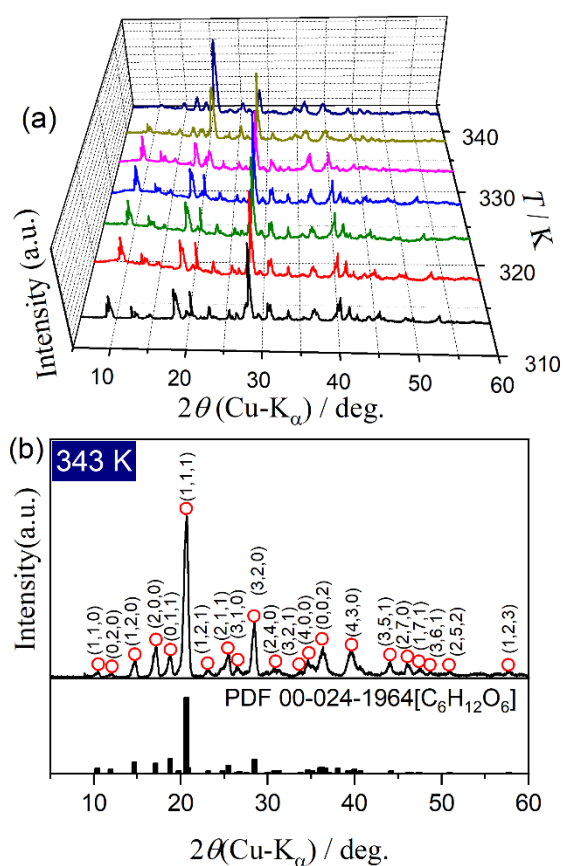 (a)
Intensity (a.u.)
340
330
320
310
T / K
10 20 30 40 50 60
2θ (Cu-Kα) / deg.
(b)
343 K
Intensity(a.u.)
(1,1,0) (0,2,0) (1,2,0) (2,0,0) (0,1,1) (1,1,1) (1,2,1) (2,1,1) (3,1,0) (3,2,0) (2,4,0) (3,2,1) (4,0,0) (0,0,2) (4,3,0) (3,5,1) (2,7,0) (1,7,1) (3,6,1) (2,5,2) (1,2,3)
PDF 00-024-1964[C6H12O6]
10 20 30 40 50 60
2θ(Cu-Kα) / deg.